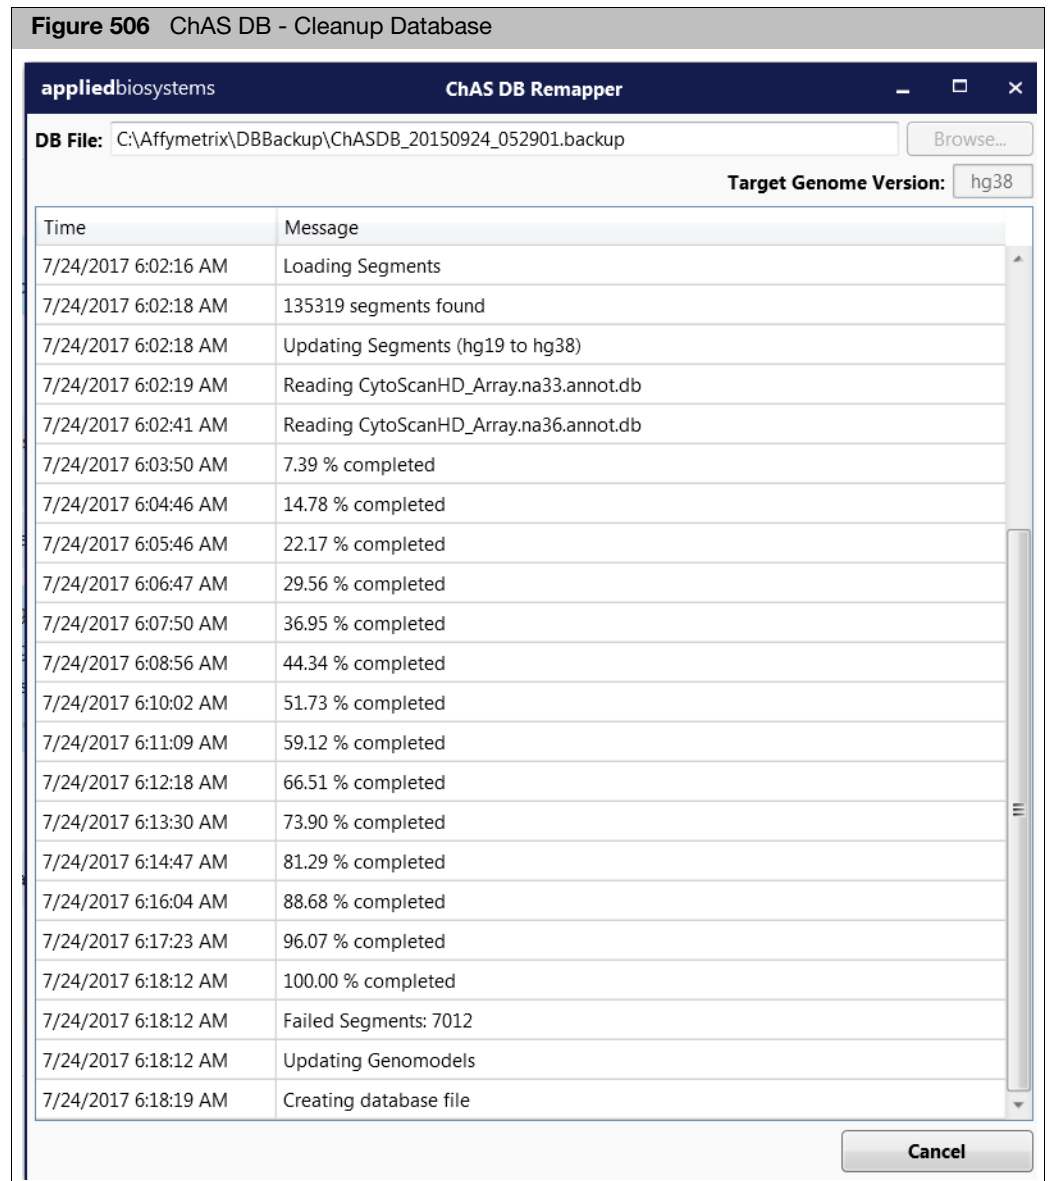 Figure 506 ChAS DB - Cleanup Database
appliedbiosystems ChAS DB Remapper
DB File: C:\Affymetrix\DBBackup\ChASDB_20150924_052901.backup Browse...
Target Genome Version: hg38
Time Message
7/24/2017 6:02:16 AM Loading Segments
7/24/2017 6:02:18 AM 135319 segments found
7/24/2017 6:02:18 AM Updating Segments (hg19 to hg38)
7/24/2017 6:02:19 AM Reading CytoScanHD_Array.na33.annot.db
7/24/2017 6:02:41 AM Reading CytoScanHD_Array.na36.annot.db
7/24/2017 6:03:50 AM 7.39 % completed
7/24/2017 6:04:46 AM 14.78 % completed
7/24/2017 6:05:46 AM 22.17 % completed
7/24/2017 6:06:47 AM 29.56 % completed
7/24/2017 6:07:50 AM 36.95 % completed
7/24/2017 6:08:56 AM 44.34 % completed
7/24/2017 6:10:02 AM 51.73 % completed
7/24/2017 6:11:09 AM 59.12 % completed
7/24/2017 6:12:18 AM 66.51 % completed
7/24/2017 6:13:30 AM 73.90 % completed
7/24/2017 6:14:47 AM 81.29 % completed
7/24/2017 6:16:04 AM 88.68 % completed
7/24/2017 6:17:23 AM 96.07 % completed
7/24/2017 6:18:12 AM 100.00 % completed
7/24/2017 6:18:12 AM Failed Segments: 7012
7/24/2017 6:18:12 AM Updating Genomodels
7/24/2017 6:18:19 AM Creating database file
Cancel